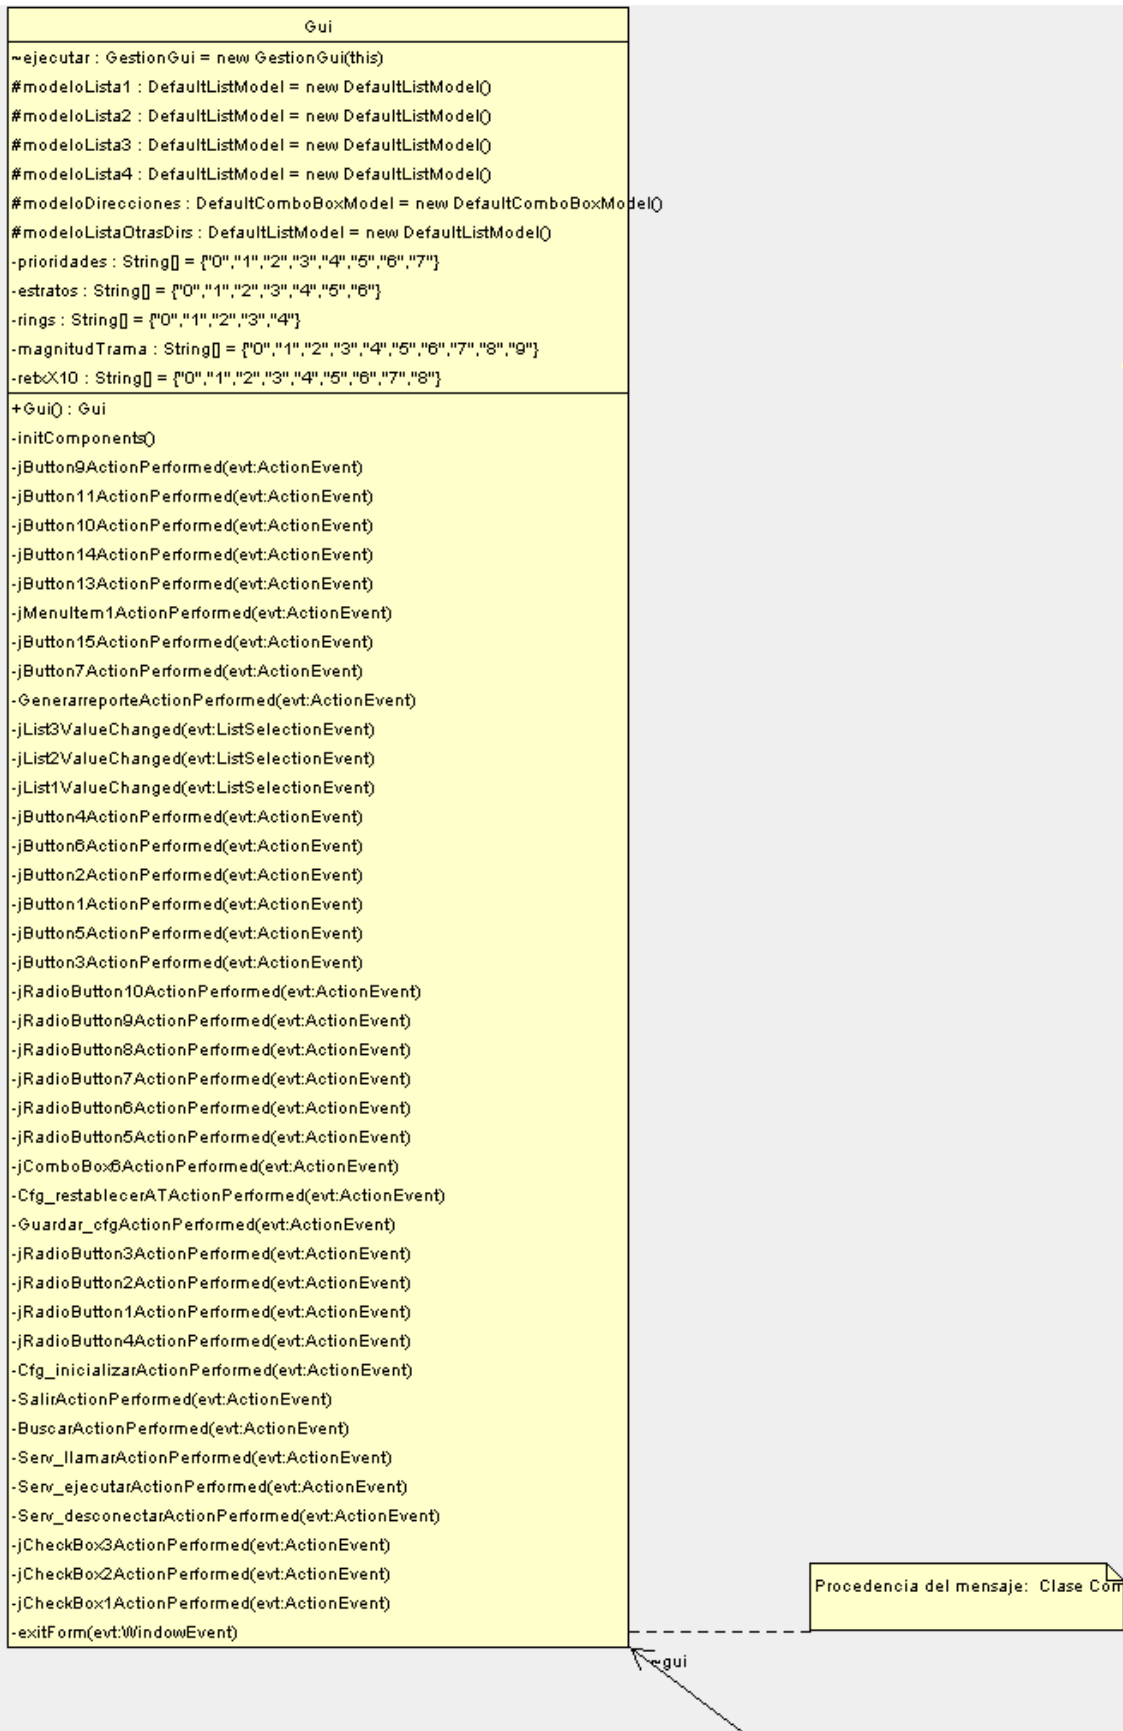 Gui
~ejecutar : GestionGui = new GestionGui(this)
#modeloLista1 : DefaultListModel = new DefaultListModel()
#modeloLista2 : DefaultListModel = new DefaultListModel()
#modeloLista3 : DefaultListModel = new DefaultListModel()
#modeloLista4 : DefaultListModel = new DefaultListModel()
#modeloDirecciones : DefaultComboBoxModel = new DefaultComboBoxModel()
#modeloListaOtrasDirs : DefaultListModel = new DefaultListModel()
-prioridades : String[] = {"0","1","2","3","4","5","6","7"}
-estratos : String[] = {"0","1","2","3","4","5","6"}
-rings : String[] = {"0","1","2","3","4"}
-magnitudTrama : String[] = {"0","1","2","3","4","5","6","7","8","9"}
-retxX10 : String[] = {"0","1","2","3","4","5","6","7","8"}
+Gui() : Gui
-initComponents()
-jButton9ActionPerformed(evt:ActionEvent)
-jButton11ActionPerformed(evt:ActionEvent)
-jButton10ActionPerformed(evt:ActionEvent)
-jButton14ActionPerformed(evt:ActionEvent)
-jButton13ActionPerformed(evt:ActionEvent)
-jMenuItem1ActionPerformed(evt:ActionEvent)
-jButton15ActionPerformed(evt:ActionEvent)
-jButton7ActionPerformed(evt:ActionEvent)
-GenerarreporteActionPerformed(evt:ActionEvent)
-jList3ValueChanged(evt:ListSelectionEvent)
-jList2ValueChanged(evt:ListSelectionEvent)
-jList1ValueChanged(evt:ListSelectionEvent)
-jButton4ActionPerformed(evt:ActionEvent)
-jButton6ActionPerformed(evt:ActionEvent)
-jButton2ActionPerformed(evt:ActionEvent)
-jButton1ActionPerformed(evt:ActionEvent)
-jButton5ActionPerformed(evt:ActionEvent)
-jButton3ActionPerformed(evt:ActionEvent)
-jRadioButton10ActionPerformed(evt:ActionEvent)
-jRadioButton9ActionPerformed(evt:ActionEvent)
-jRadioButton8ActionPerformed(evt:ActionEvent)
-jRadioButton7ActionPerformed(evt:ActionEvent)
-jRadioButton6ActionPerformed(evt:ActionEvent)
-jRadioButton5ActionPerformed(evt:ActionEvent)
-jComboBox6ActionPerformed(evt:ActionEvent)
-Cfg_restablecerATActionPerformed(evt:ActionEvent)
-Guardar_cfgActionPerformed(evt:ActionEvent)
-jRadioButton3ActionPerformed(evt:ActionEvent)
-jRadioButton2ActionPerformed(evt:ActionEvent)
-jRadioButton1ActionPerformed(evt:ActionEvent)
-jRadioButton4ActionPerformed(evt:ActionEvent)
-Cfg_inicializarActionPerformed(evt:ActionEvent)
-SalirActionPerformed(evt:ActionEvent)
-BuscarActionPerformed(evt:ActionEvent)
-Serv_llamarActionPerformed(evt:ActionEvent)
-Serv_ejecutarActionPerformed(evt:ActionEvent)
-Serv_desconectarActionPerformed(evt:ActionEvent)
-jCheckBox3ActionPerformed(evt:ActionEvent)
-jCheckBox2ActionPerformed(evt:ActionEvent)
-jCheckBox1ActionPerformed(evt:ActionEvent)
-exitForm(evt:WindowEvent)
Procedencia del mensaje: Clase Com
~gui